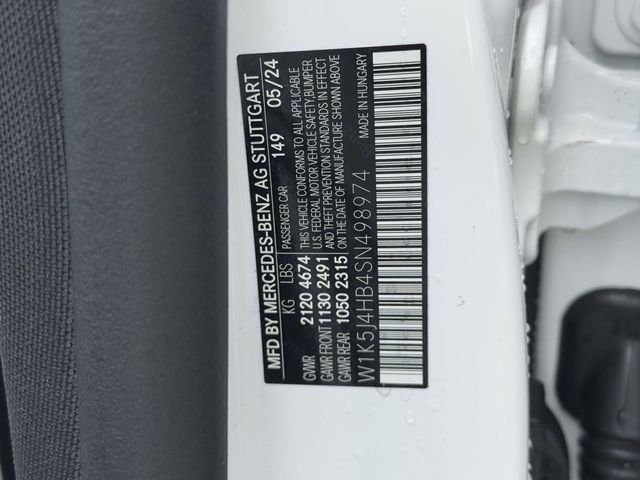 MFD BY MERCEDES-BENZ AG STUTTGART
KG LBS PASSENGER CAR 149 05/24
GVWR 2120 4674 THIS VEHICLE CONFORMS TO ALL APPLICABLE
GAWR FRONT 1130 2491 U.S. FEDERAL MOTOR VEHICLE SAFETY, BUMPER
AND THEFT PREVENTION STANDARDS IN EFFECT
GAWR REAR 1050 2315 ON THE DATE OF MANUFACTURE SHOWN ABOVE
W1K5J4HB4SN498974 MADE IN HUNGARY